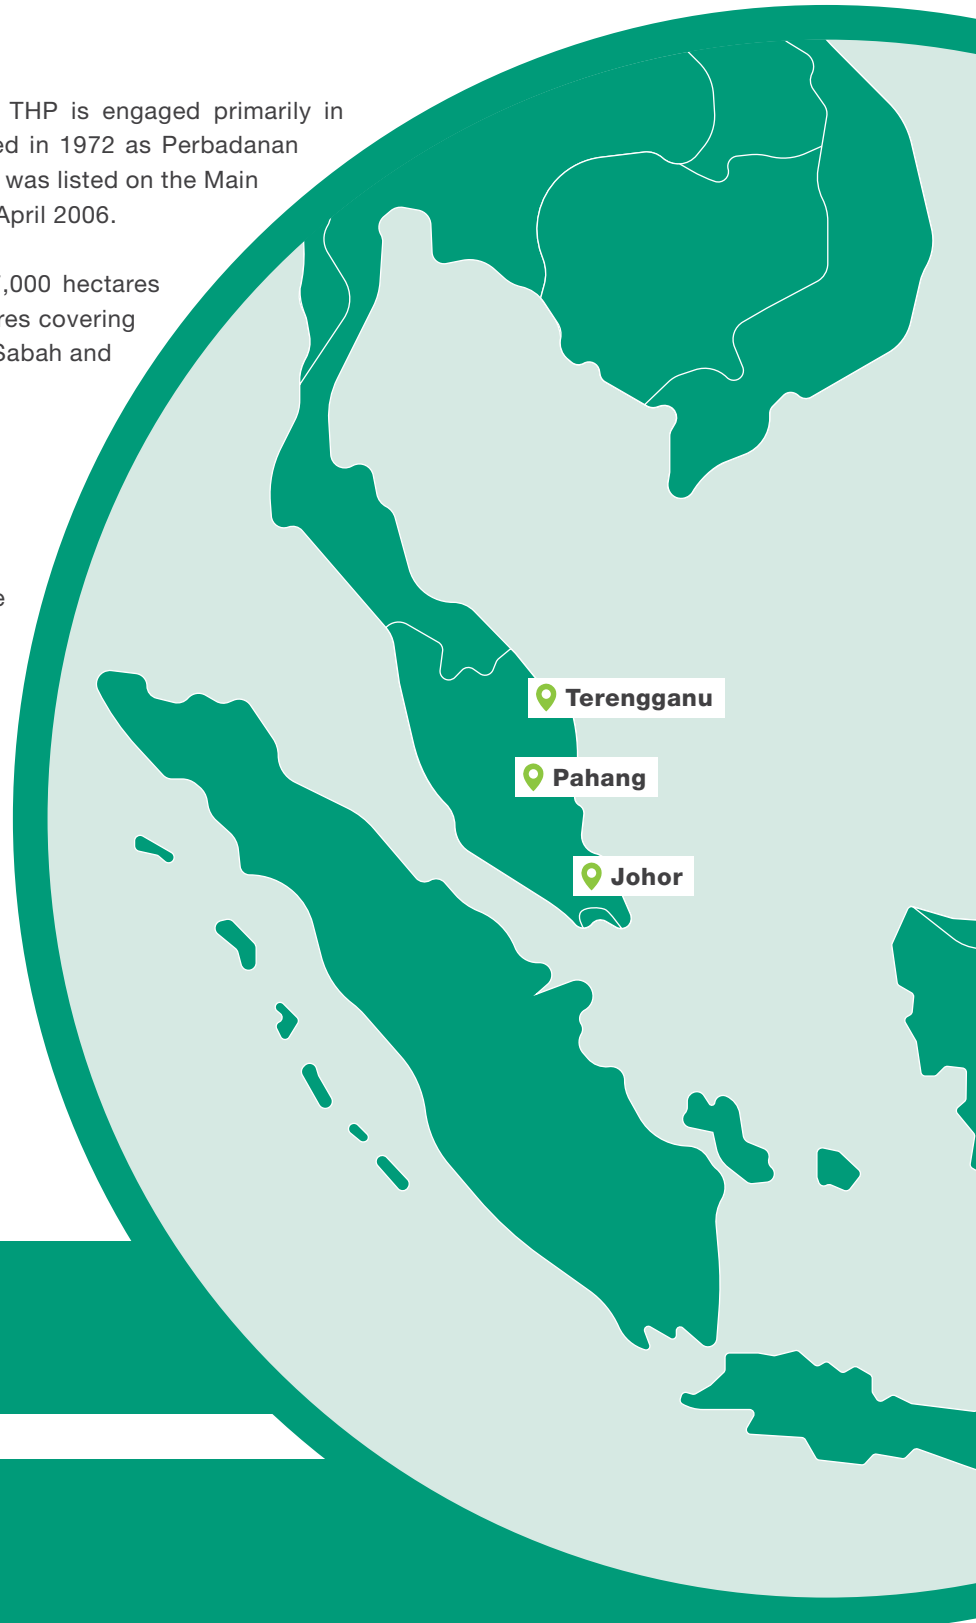 THP is engaged primarily in
ed in 1972 as Perbadanan
was listed on the Main
April 2006.
,000 hectares
res covering
Sabah and
e
Terengganu
Pahang
Johor